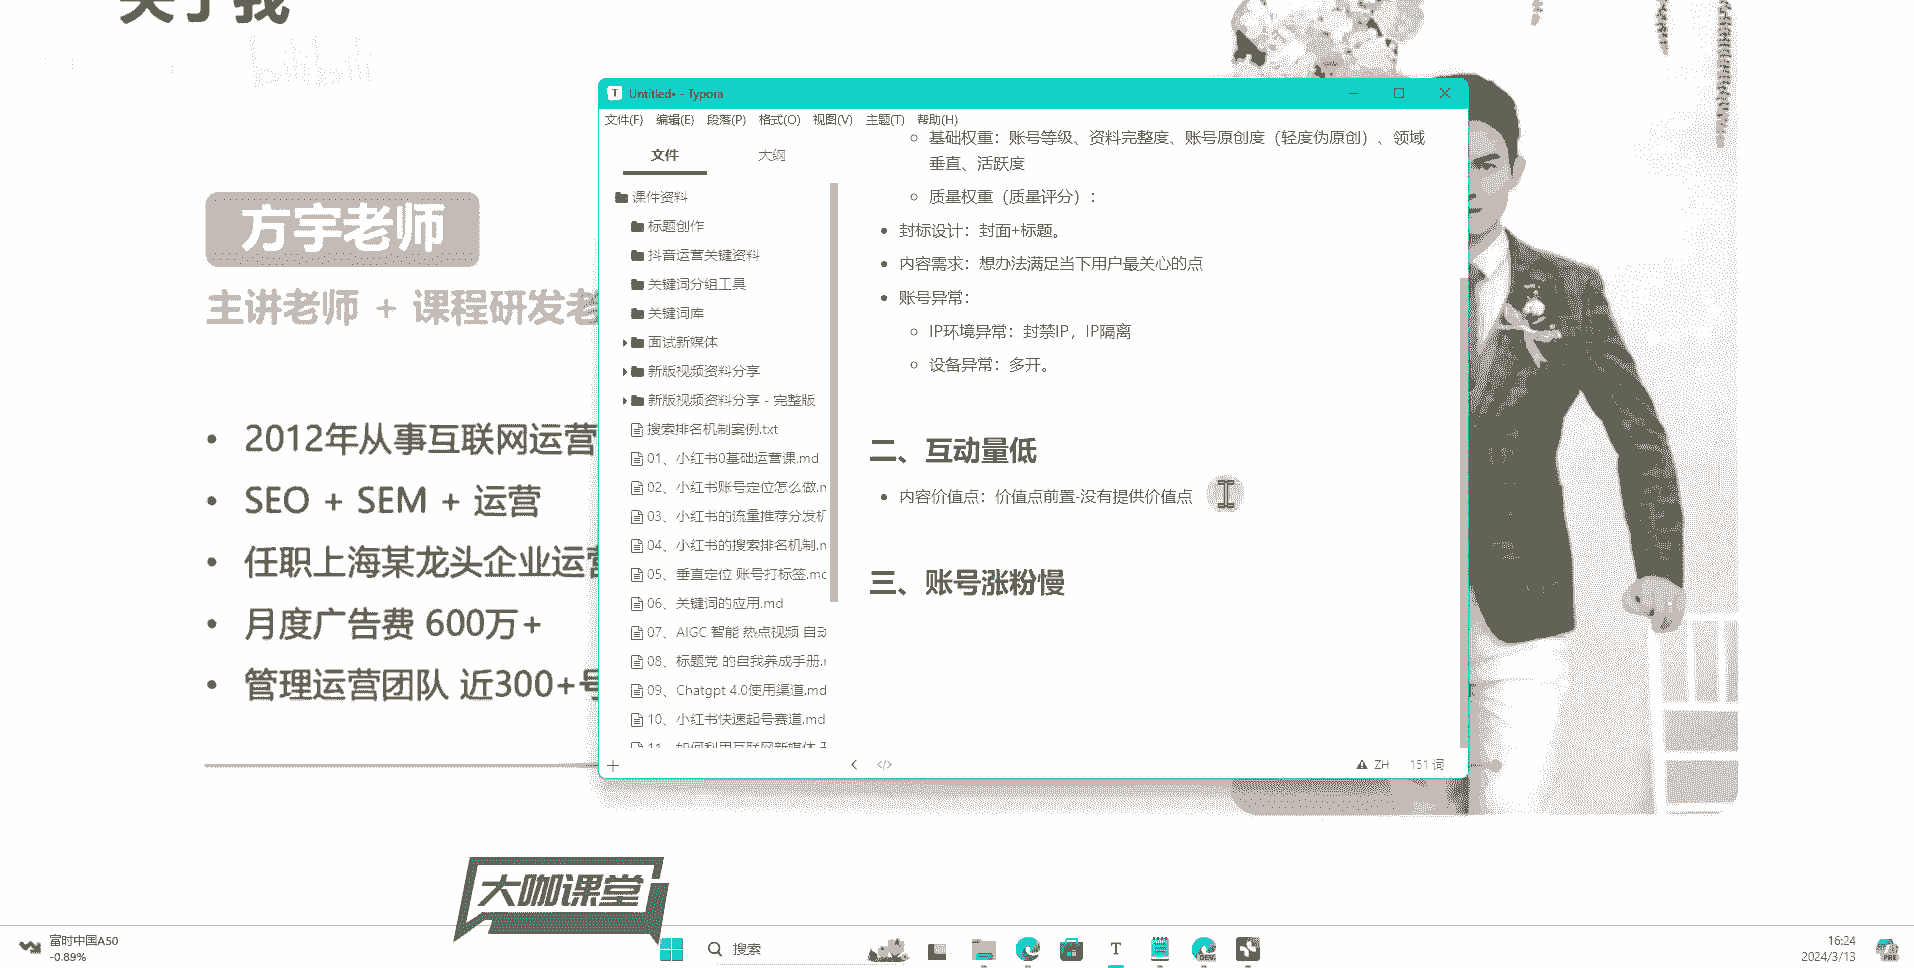 关于我
bilibili
方宇老师
主讲老师 + 课程研发老
• 2012年从事互联网运营
• SEO + SEM + 运营
• 任职上海某龙头企业运营
• 月度广告费 600万+
• 管理运营团队 近300+号
Untitled• - Typora
文件(F) 编辑(E) 段落(P) 格式(O) 视图(V) 主题(T) 帮助(H)
文件 大纲
课件资料
标题创作
抖音运营关键资料
关键词分组工具
关键词库
面试新媒体
新版视频资料分享
新版视频资料分享 - 完整版
搜索排名机制案例.txt
01、小红书0基础运营课.md
02、小红书账号定位怎么做.m
03、小红书的流量推荐分发机
04、小红书的搜索排名机制.m
05、垂直定位 账号打标签.md
06、关键词的应用.md
07、AIGC 智能 热点视频 自动
08、标题党 的自我养成手册.m
09、Chatgpt 4.0使用渠道.md
10、小红书快速起号赛道.md
11、如何利用互联网新媒体
基础权重：账号等级、资料完整度、账号原创度（轻度伪原创）、领域
垂直、活跃度
质量权重（质量评分）：
• 封标设计：封面+标题。
• 内容需求：想办法满足当下用户最关心的点
• 账号异常：
IP环境异常：封禁IP，IP隔离
设备异常：多开。
二、互动量低
• 内容价值点：价值点前置-没有提供价值点
三、账号涨粉慢
ZH 151 词
大咖课堂
富时中国A50
-0.89%
搜索
16:24
2024/3/13